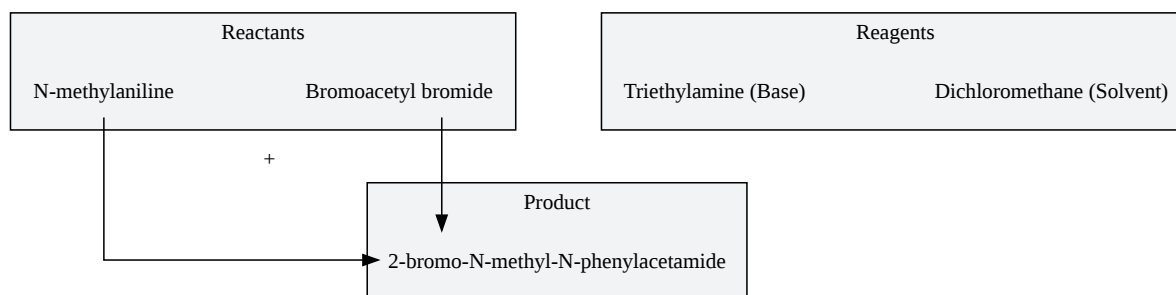 Reactants
N-methylaniline
Bromoacetyl bromide
+
Reagents
Triethylamine (Base)
Dichloromethane (Solvent)
Product
2-bromo-N-methyl-N-phenylacetamide